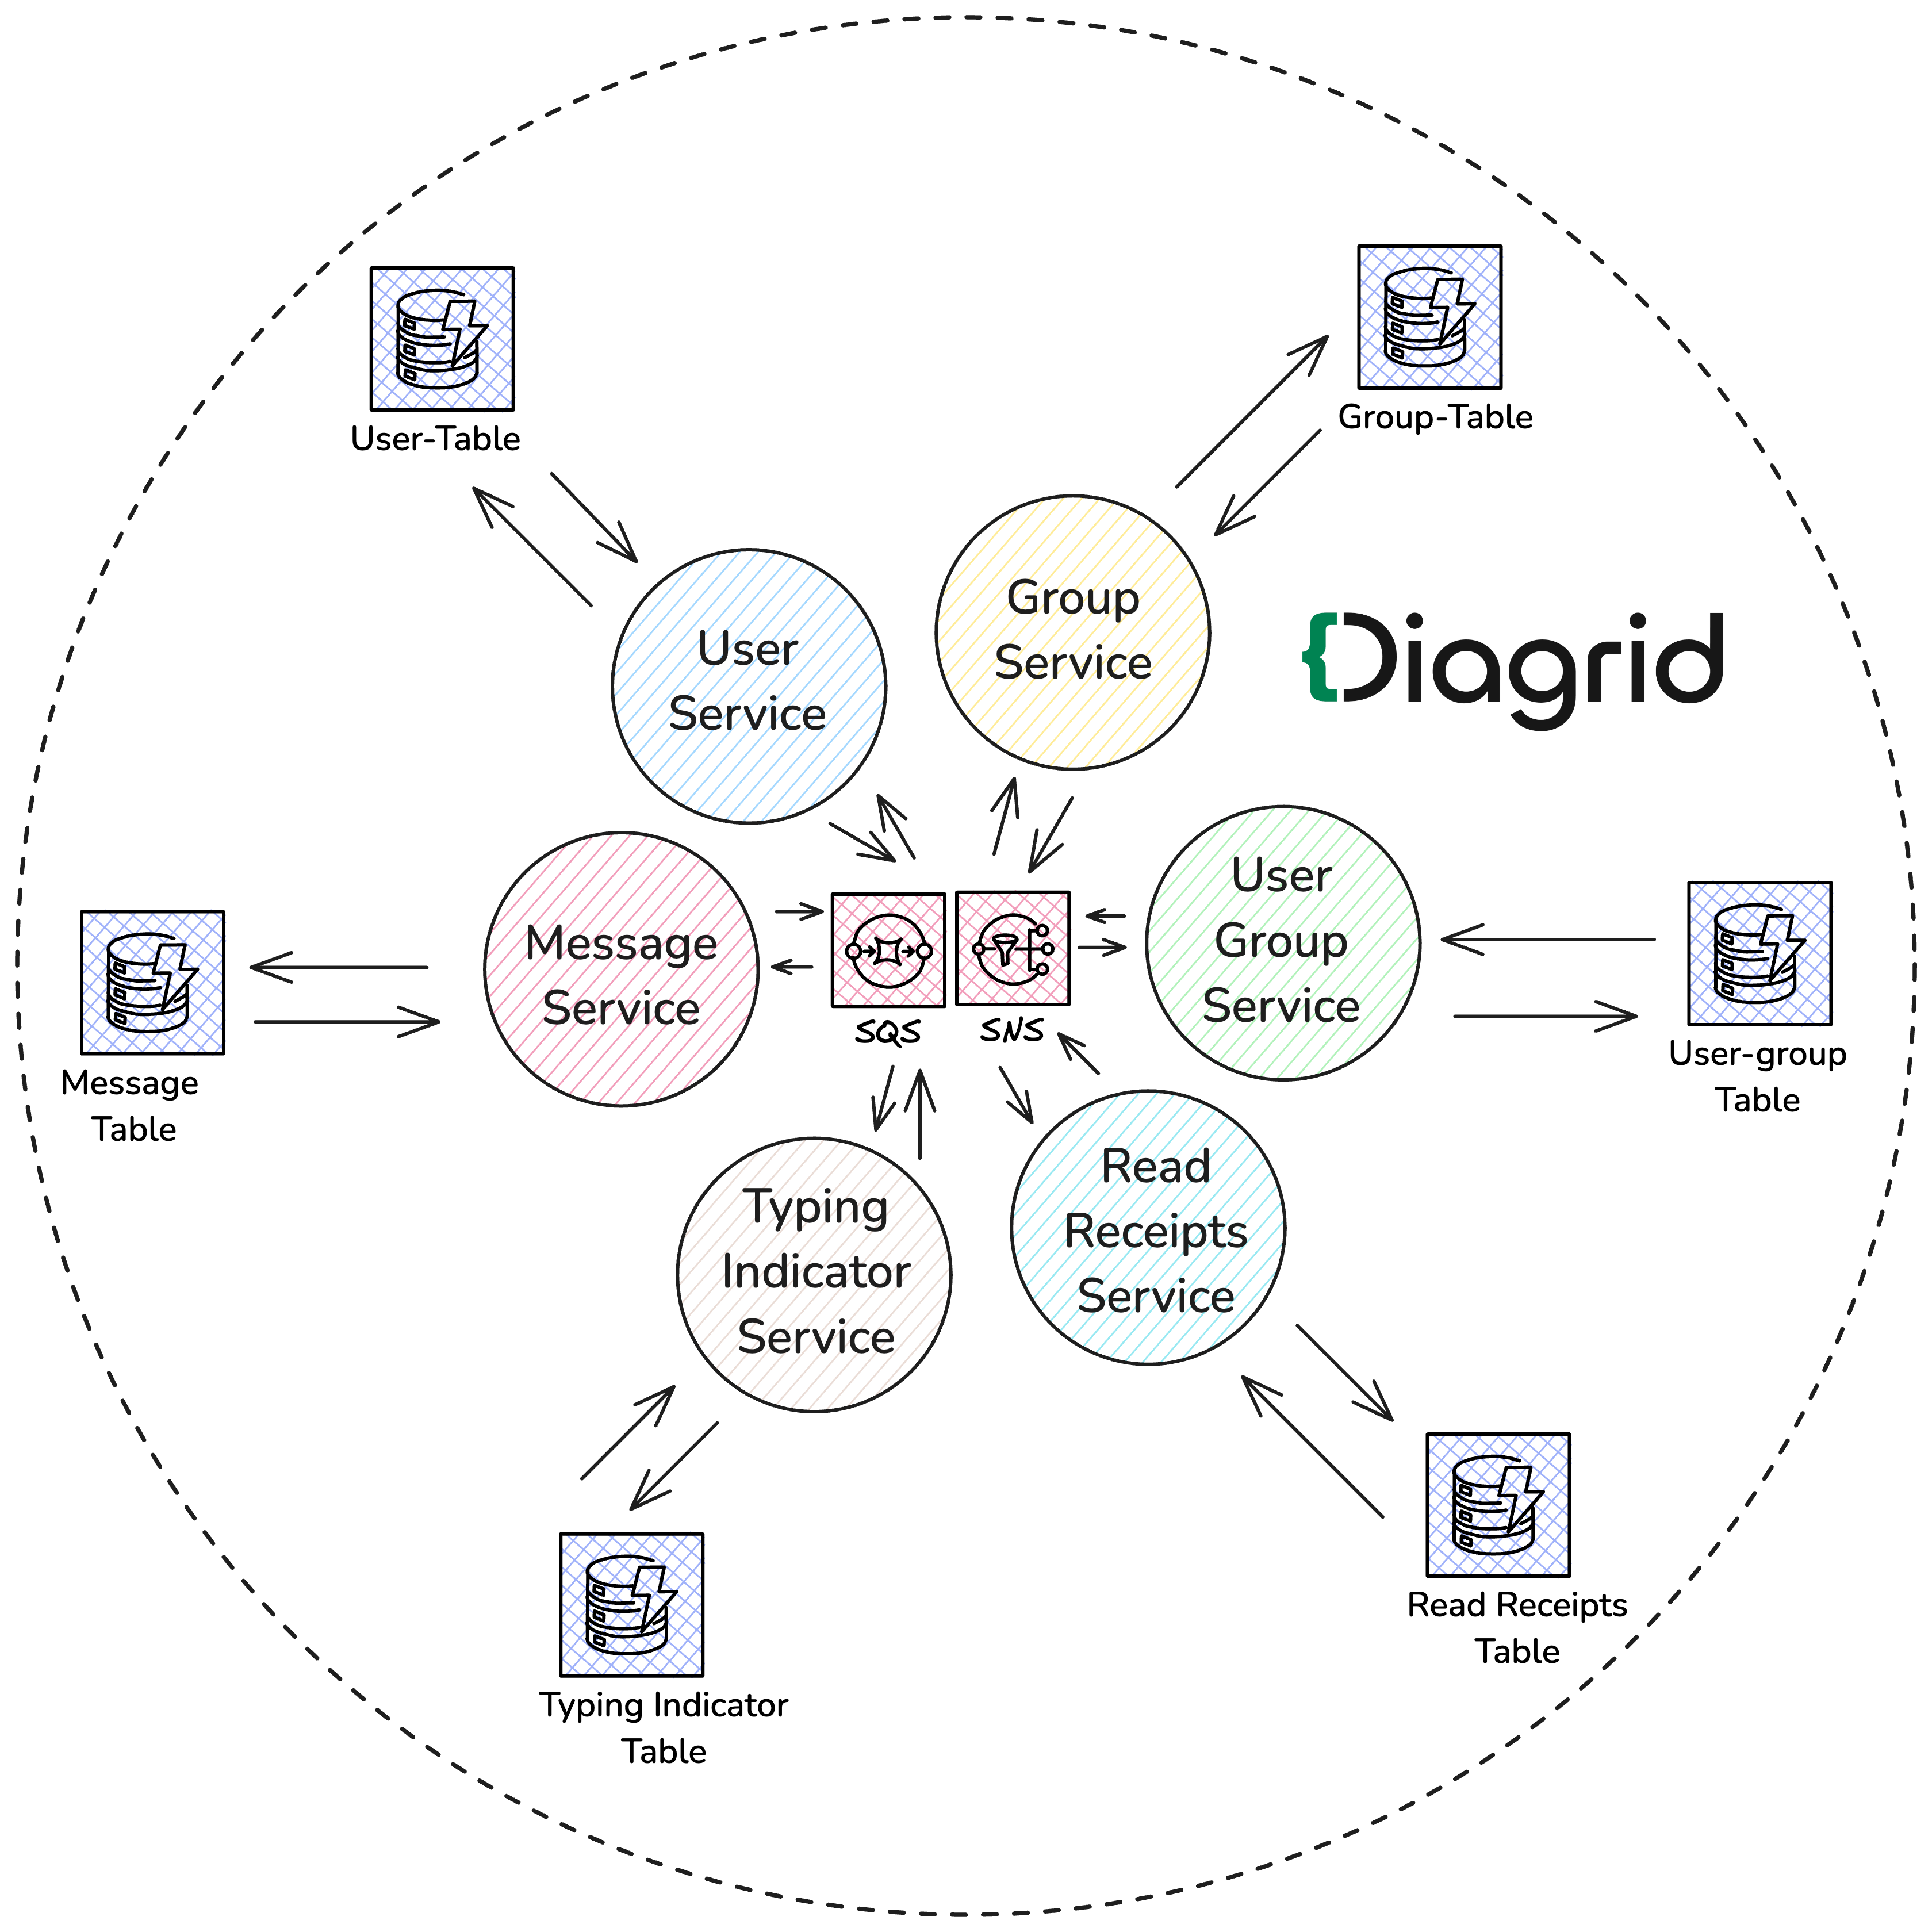 User-Table
Group-Table
User
Service
Group
Service
Diagrid
Message
Service
SQS
SNS
User
Group
Service
Message
Table
User-group
Table
Typing
Indicator
Service
Read
Receipts
Service
Typing Indicator
Table
Read Receipts
Table